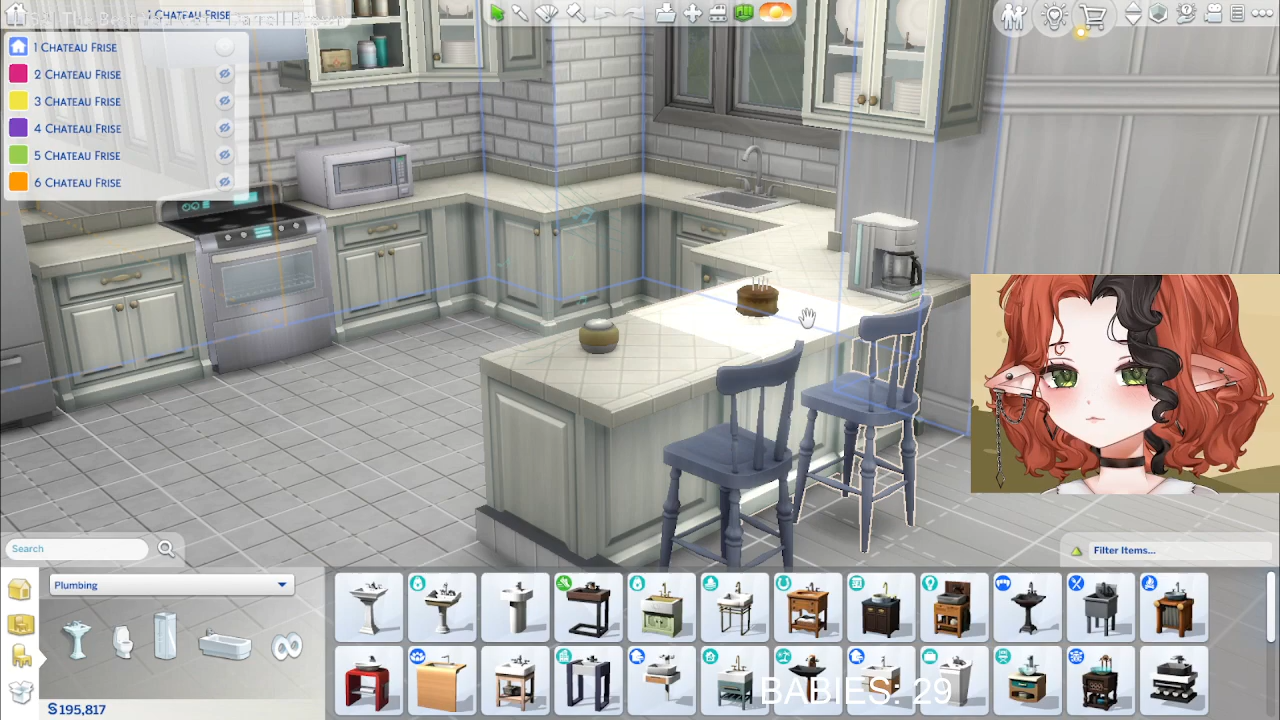 1 CHATEAU FRISE
1 CHATEAU FRISE
2 CHATEAU FRISE
3 CHATEAU FRISE
4 CHATEAU FRISE
5 CHATEAU FRISE
6 CHATEAU FRISE
Search
Filter Items...
Plumbing
BABIES: 29
§195,817